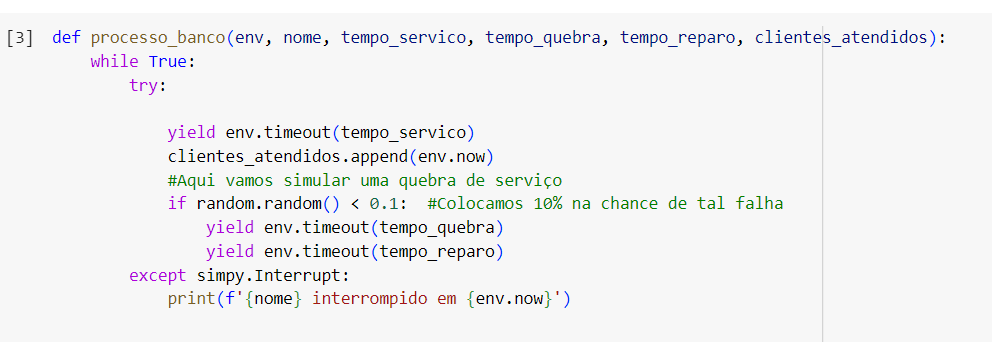 [3] def processo_banco(env, nome, tempo_servico, tempo_quebra, tempo_reparo, clientes_atendidos):
while True:
try:
yield env.timeout(tempo_servico)
clientes_atendidos.append(env.now)
#Aqui vamos simular uma quebra de serviço
if random.random() < 0.1:  #Colocamos 10% na chance de tal falha
yield env.timeout(tempo_quebra)
yield env.timeout(tempo_reparo)
except simpy.Interrupt:
print(f'{nome} interrompido em {env.now}')